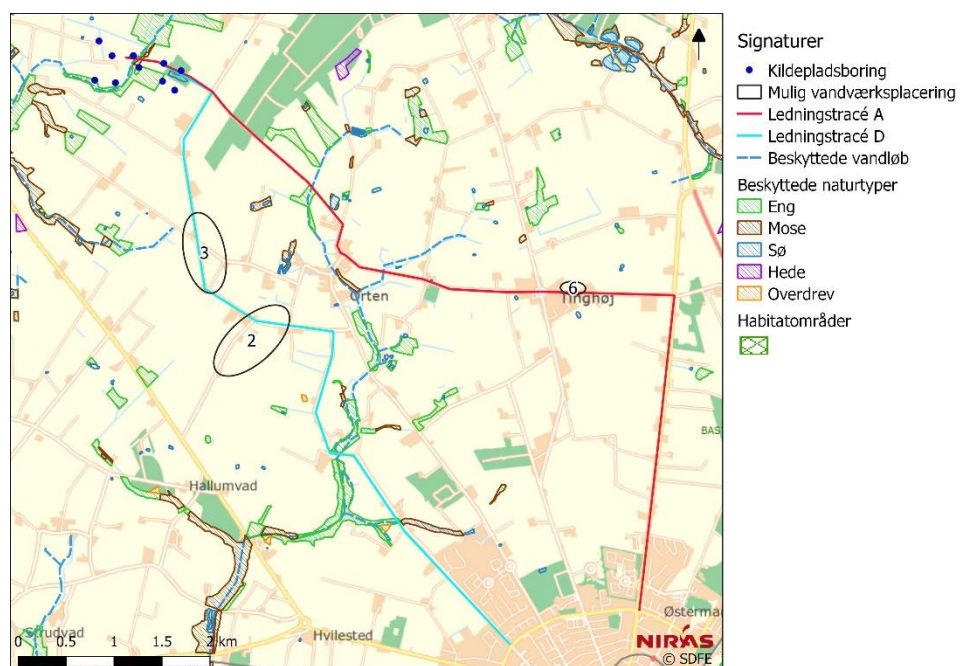 Orten
Tinghøj
3
2
6
BAS
Hallumvad
Strudvad
Hvilested
Østermar
0 0.5 1 1.5 2 km
NIRAS
© SDFE
Signaturer
Kildepladsboring
Mulig vandværksplacering
Ledningstracé A
Ledningstracé D
Beskyttede vandløb
Beskyttede naturtyper
Eng
Mose
Sø
Hede
Overdrev
Habitatområder